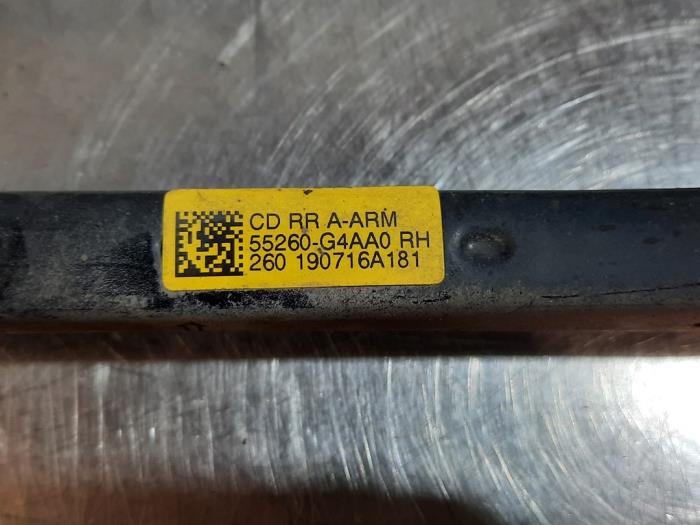 CD RR A-ARM
55260-G4AA0 RH
260 190716A181